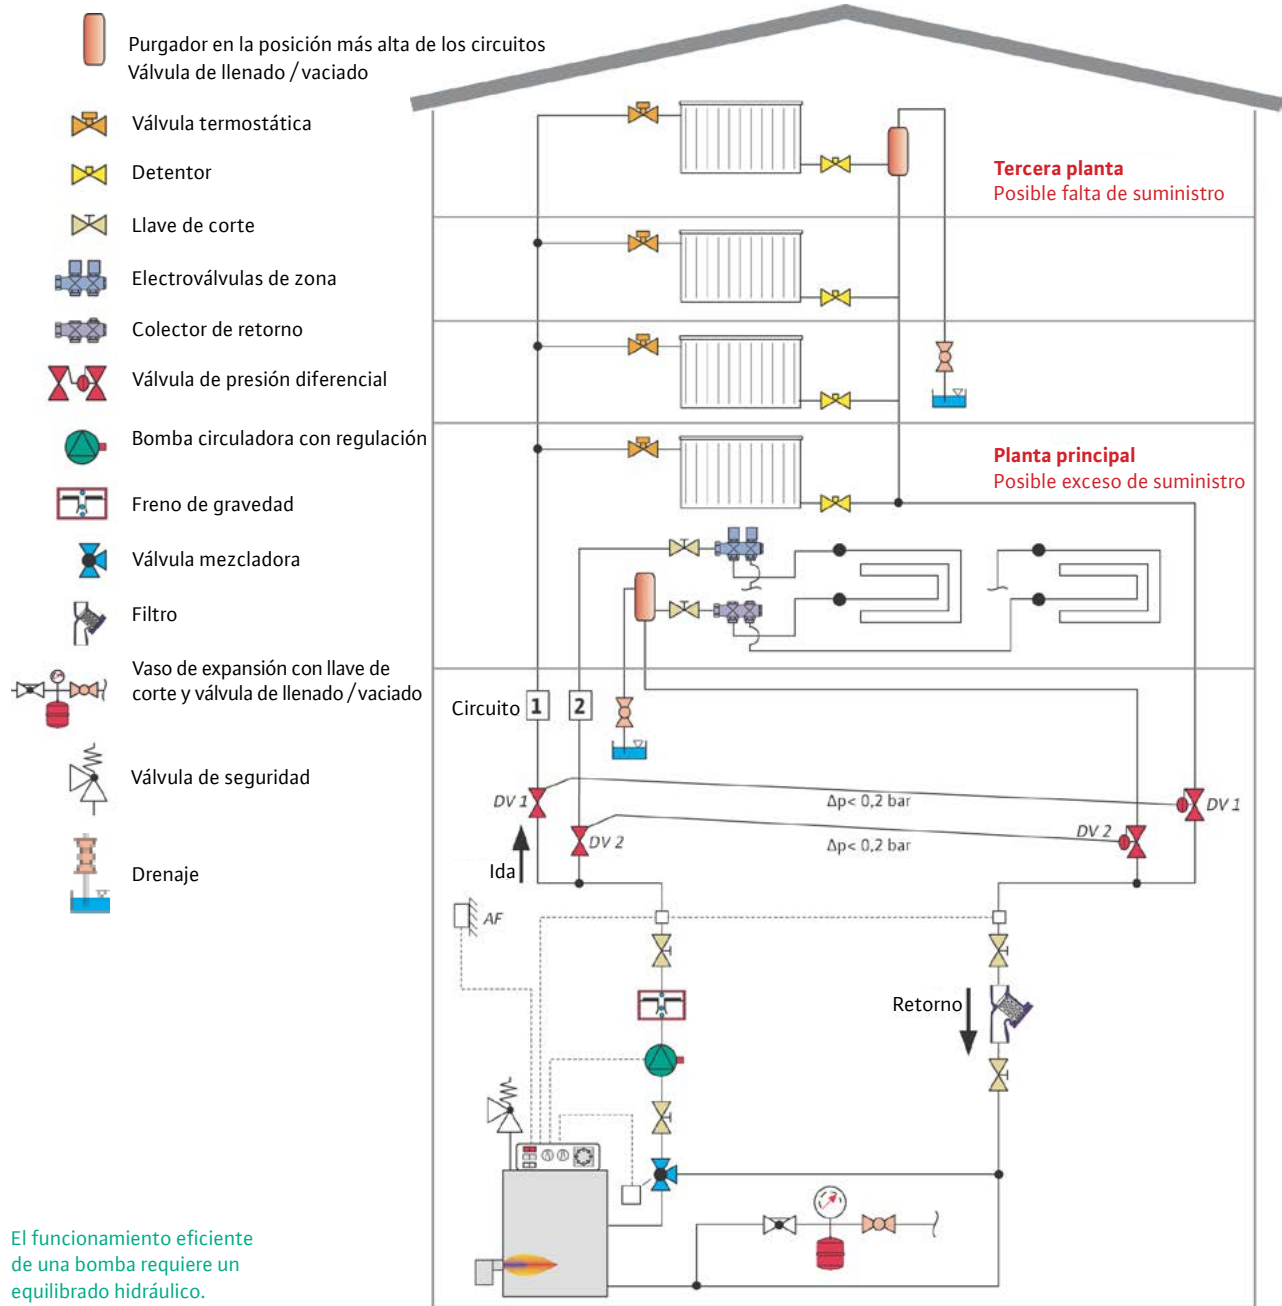 Purgador en la posición más alta de los circuitos
Válvula de llenado / vaciado
Válvula termostática
Detentor
Llave de corte
Electroválvulas de zona
Colector de retorno
Válvula de presión diferencial
Bomba circuladora con regulación
Freno de gravedad
Válvula mezcladora
Filtro
Vaso de expansión con llave de
corte y válvula de llenado / vaciado
Válvula de seguridad
Drenaje
El funcionamiento eficiente
de una bomba requiere un
equilibrado hidráulico.
Tercera planta
Posible falta de suministro
Planta principal
Posible exceso de suministro
Circuito 1 2
DV 1
Δp< 0,2 bar
DV 1
DV 2
Δp< 0,2 bar
DV 2
Ida
AF
Retorno